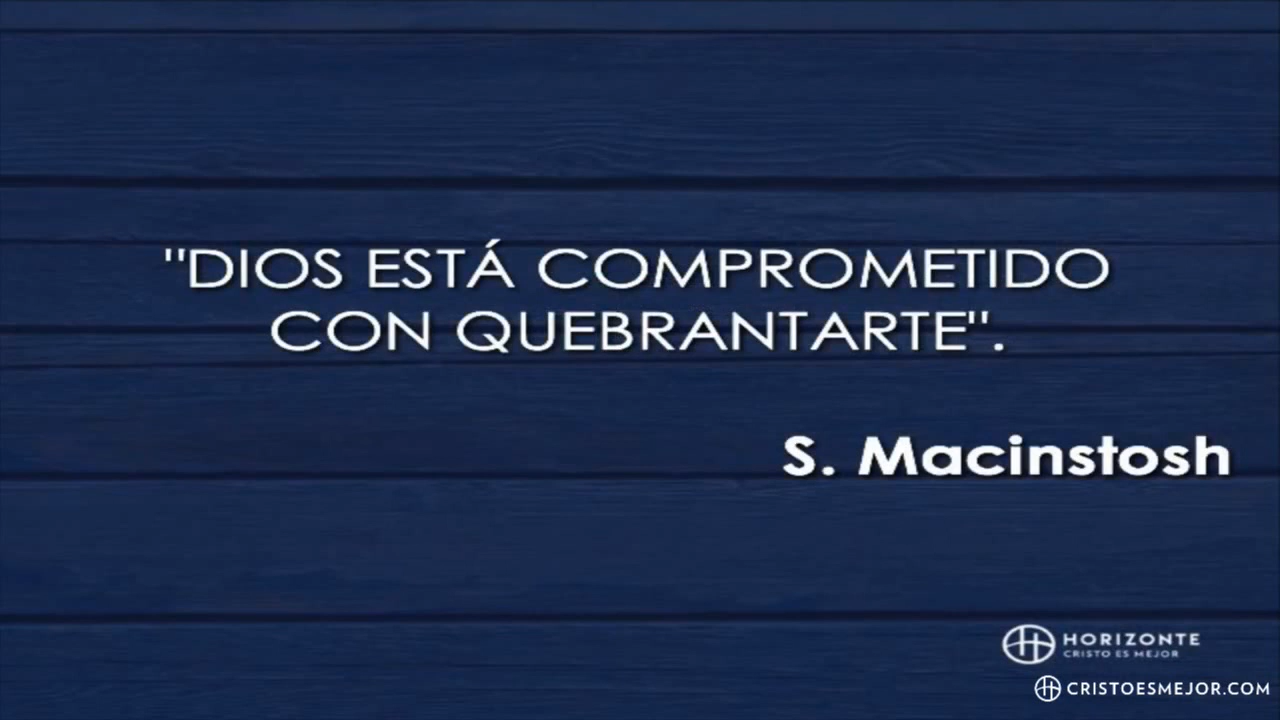 "DIOS ESTÁ COMPROMETIDO
CON QUEBRANTARTE".
S. Macinstosh
HORIZONTE
CRISTO ES MEJOR
CRISTOESMEJOR.COM